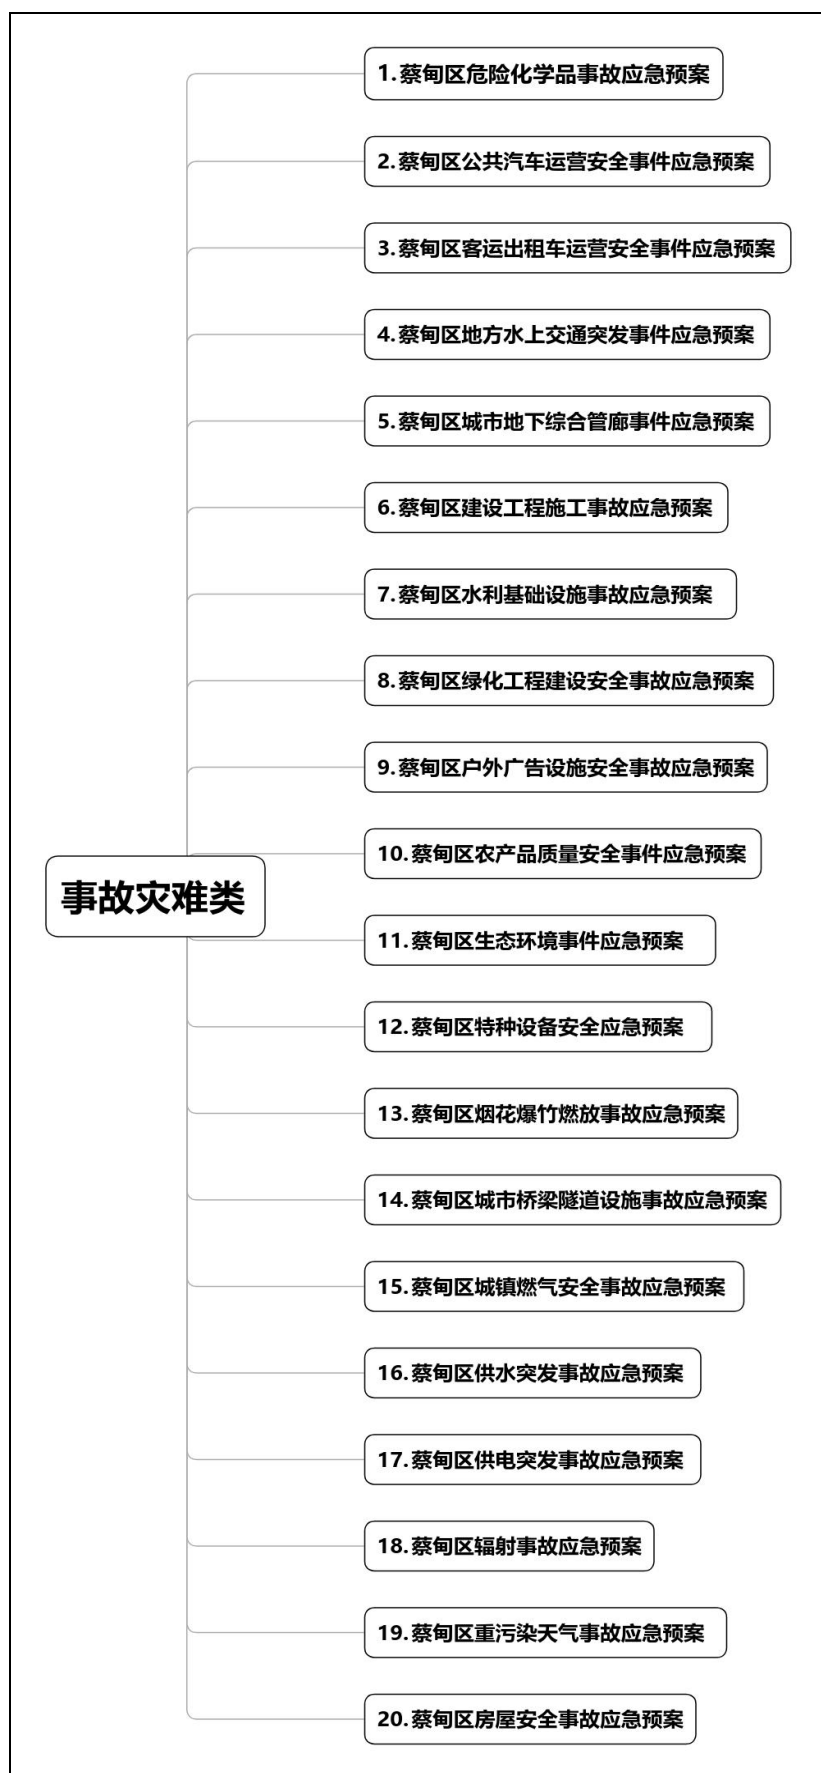 事故灾难类
1.蔡甸区危险化学品事故应急预案
2.蔡甸区公共汽车运营安全事件应急预案
3.蔡甸区客运出租车运营安全事件应急预案
4.蔡甸区地方水上交通突发事件应急预案
5.蔡甸区城市地下综合管廊事件应急预案
6.蔡甸区建设工程施工事故应急预案
7.蔡甸区水利基础设施事故应急预案
8.蔡甸区绿化工程建设安全事故应急预案
9.蔡甸区户外广告设施安全事故应急预案
10.蔡甸区农产品质量安全事件应急预案
11.蔡甸区生态环境事件应急预案
12.蔡甸区特种设备安全应急预案
13.蔡甸区烟花爆竹燃放事故应急预案
14.蔡甸区城市桥梁隧道设施事故应急预案
15.蔡甸区城镇燃气安全事故应急预案
16.蔡甸区供水突发事故应急预案
17.蔡甸区供电突发事故应急预案
18.蔡甸区辐射事故应急预案
19.蔡甸区重污染天气事故应急预案
20.蔡甸区房屋安全事故应急预案